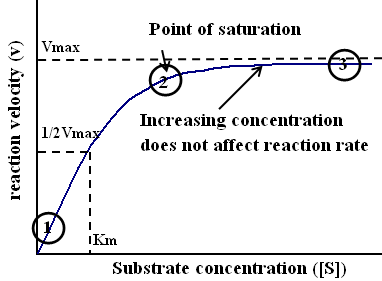 Point of saturation
Vmax
reaction velocity (v)
2
3
Increasing concentration
does not affect reaction rate
1/2Vmax
1
Km
Substrate concentration ([S])